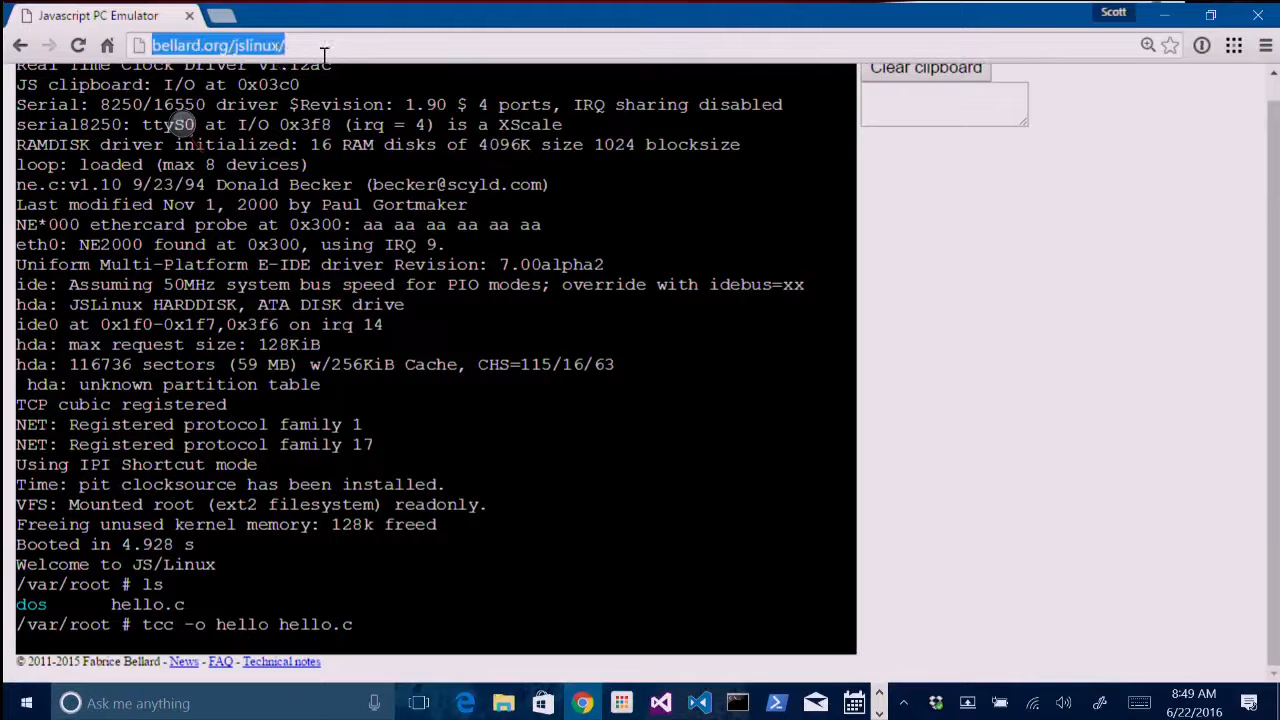 Javascript PC Emulator
Scott
bellard.org/jslinux/
Real Time Clock Driver v1.12ac
JS clipboard: I/O at 0x03c0
Serial: 8250/16550 driver $Revision: 1.90 $ 4 ports, IRQ sharing disabled
serial8250: ttyS0 at I/O 0x3f8 (irq = 4) is a XScale
RAMDISK driver initialized: 16 RAM disks of 4096K size 1024 blocksize
loop: loaded (max 8 devices)
ne.c:v1.10 9/23/94 Donald Becker (becker@scyld.com)
Last modified Nov 1, 2000 by Paul Gortmaker
NE*000 ethercard probe at 0x300: aa aa aa aa aa aa
eth0: NE2000 found at 0x300, using IRQ 9.
Uniform Multi-Platform E-IDE driver Revision: 7.00alpha2
ide: Assuming 50MHz system bus speed for PIO modes; override with idebus=xx
hda: JSLinux HARDDISK, ATA DISK drive
ide0 at 0x1f0-0x1f7,0x3f6 on irq 14
hda: max request size: 128KiB
hda: 116736 sectors (59 MB) w/256KiB Cache, CHS=115/16/63
hda: unknown partition table
TCP cubic registered
NET: Registered protocol family 1
NET: Registered protocol family 17
Using IPI Shortcut mode
Time: pit clocksource has been installed.
VFS: Mounted root (ext2 filesystem) readonly.
Freeing unused kernel memory: 128k freed
Booted in 4.928 s
Welcome to JS/Linux
/var/root # ls
dos hello.c
/var/root # tcc -o hello hello.c
Clear clipboard
© 2011-2015 Fabrice Bellard - News - FAQ - Technical notes
Ask me anything
8:49 AM
6/22/2016